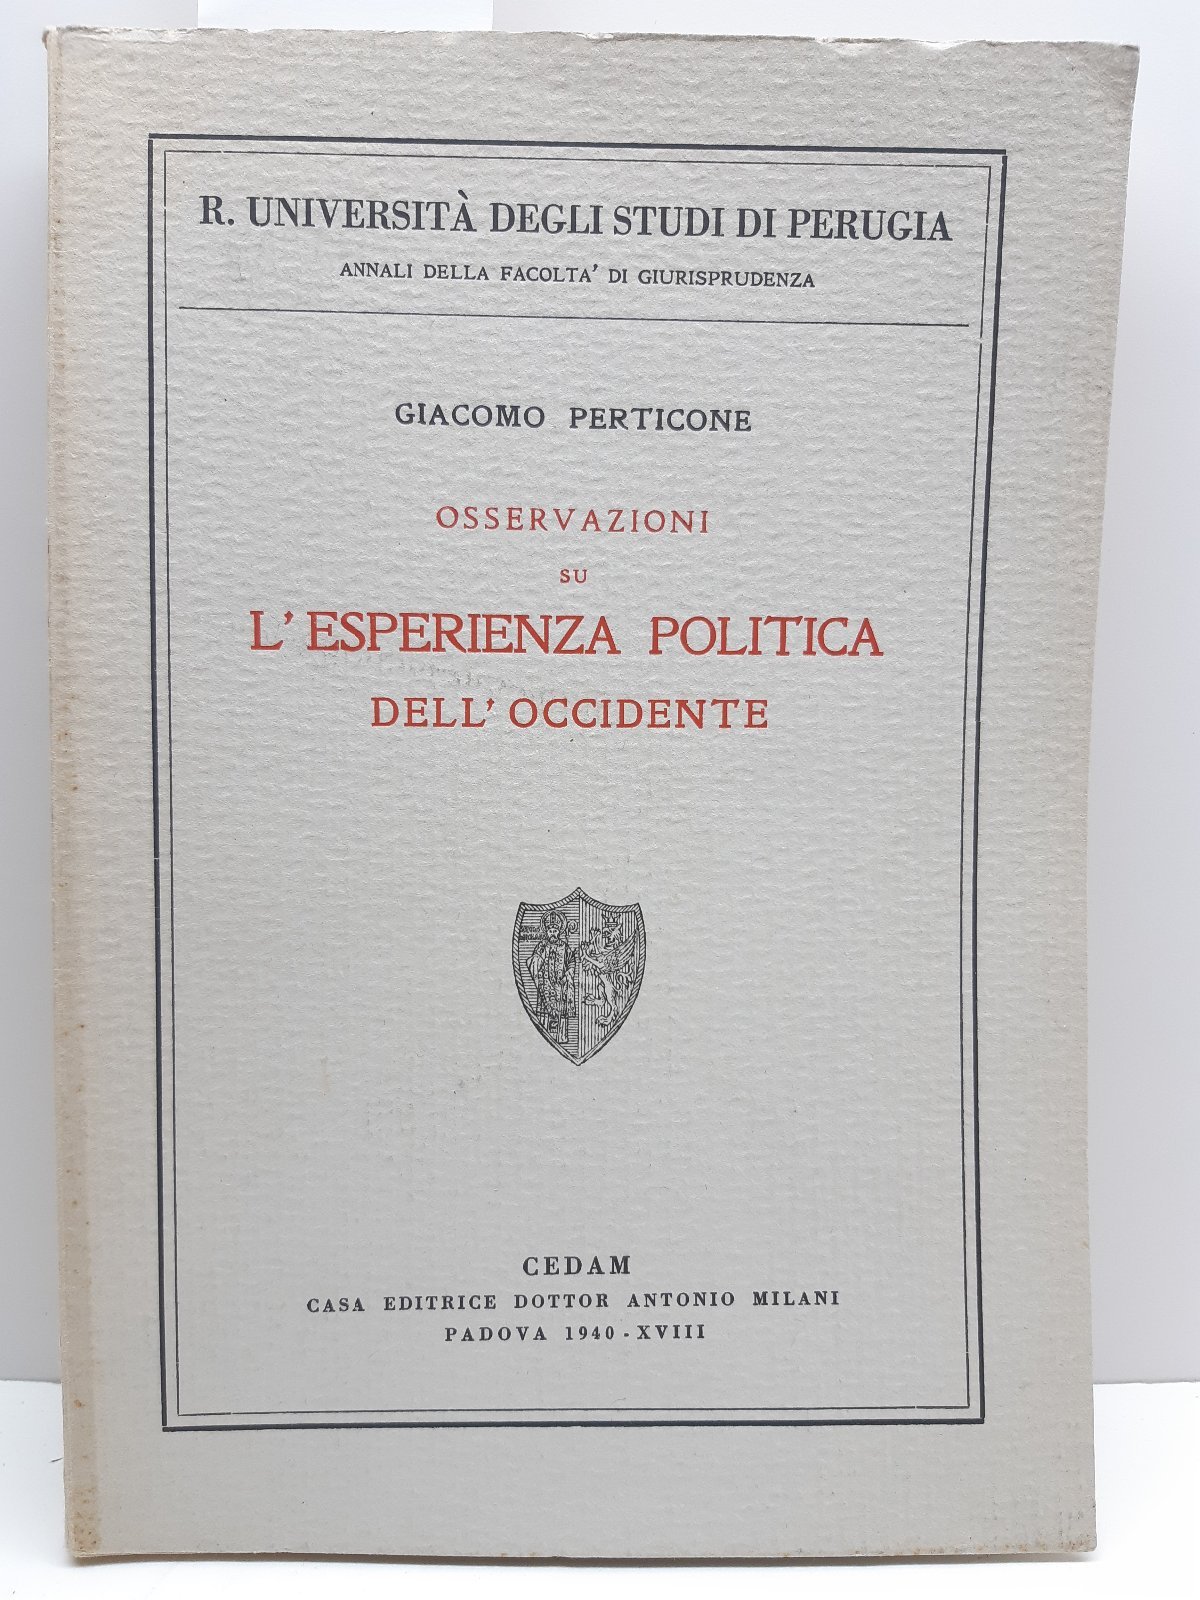 R. UNIVERSITÀ DEGLI STUDI DI PERUGIA
ANNALI DELLA FACOLTA' DI GIURISPRUDENZA
GIACOMO PERTICONE
OSSERVAZIONI
SU
L'ESPERIENZA POLITICA
DELL'OCCIDENTE
CEDAM
CASA EDITRICE DOTTOR ANTONIO MILANI
PADOVA 1940 - XVIII